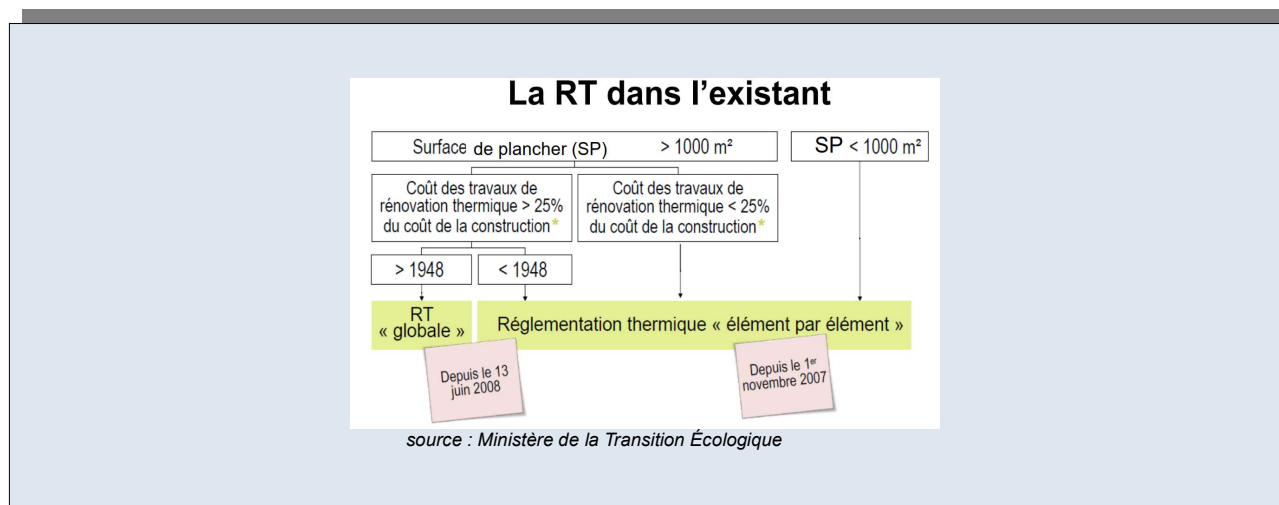 La RT dans l’existant
Surface de plancher (SP) > 1000 m²
SP < 1000 m²
Coût des travaux de
rénovation thermique > 25%
du coût de la construction*
Coût des travaux de
rénovation thermique < 25%
du coût de la construction*
> 1948
< 1948
RT
« globale »
Réglementation thermique « élément par élément »
Depuis le 13
juin 2008
Depuis le 1er
novembre 2007
source : Ministère de la Transition Écologique